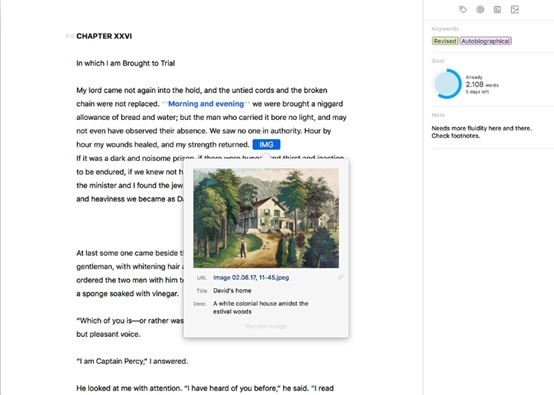 ## CHAPTER XXVI
In which I am Brought to Trial
My lord came not again into the hold, and the untied cords and the broken
chain were not replaced. **Morning and evening** we were brought a niggard
allowance of bread and water; but the man who carried it bore no light, and may
not even have observed their absence. We saw no one in authority. Hour by
hour my wounds healed, and my strength returned. IMG
If it was a dark and noisome prison, if there were hunger and thirst and inaction
to be endured, if we knew not h
the minister and I found the jew
and heaviness we became as Da
At last some one came beside t
gentleman, with whitening hair a
ordered the two men with him t
a sponge soaked with vinegar.
“Which of you is—or rather was
but pleasant voice.
“I am Captain Percy,” I answered.
He looked at me with attention. “I have heard of you before,” he said. “I read
URL Image 02.08.17, 11-45.jpeg
Title David's home
Desc. A white colonial house amidst the
estival woods
Remove Image
Keywords
Revised Autobiographical
Goal
Already
2.108 words
5 days left
Note
Needs more fluidity here and there.
Check footnotes.